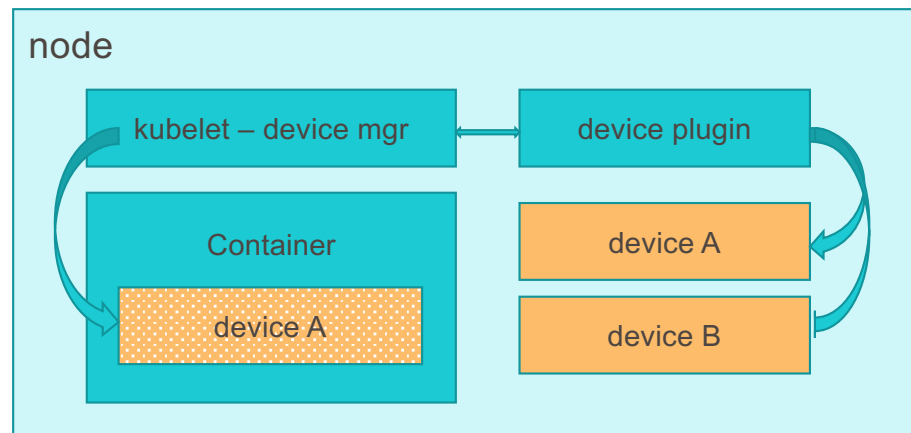 node
kubelet – device mgr
device plugin
Container
device A
device A
device B